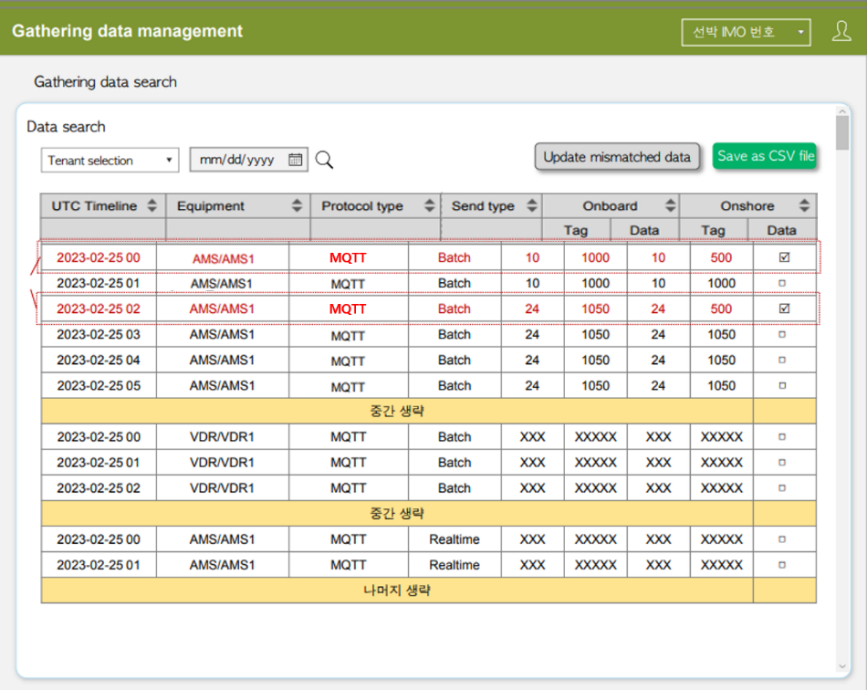 Gathering data management 선박 IMO 번호
Gathering data search
Data search
Tenant selection mm/dd/yyyy Update mismatched data Save as CSV file
UTC Timeline Equipment Protocol type Send type Onboard Onshore
Tag Data Tag Data
2023-02-25 00 AMS/AMS1 MQTT Batch 10 1000 10 500
2023-02-25 01 AMS/AMS1 MQTT Batch 10 1000 10 1000
2023-02-25 02 AMS/AMS1 MQTT Batch 24 1050 24 500
2023-02-25 03 AMS/AMS1 MQTT Batch 24 1050 24 1050
2023-02-25 04 AMS/AMS1 MQTT Batch 24 1050 24 1050
2023-02-25 05 AMS/AMS1 MQTT Batch 24 1050 24 1050
중간 생략
2023-02-25 00 VDR/VDR1 MQTT Batch XXX XXXXX XXX XXXXX
2023-02-25 01 VDR/VDR1 MQTT Batch XXX XXXXX XXX XXXXX
2023-02-25 02 VDR/VDR1 MQTT Batch XXX XXXXX XXX XXXXX
중간 생략
2023-02-25 00 AMS/AMS1 MQTT Realtime XXX XXXXX XXX XXXXX
2023-02-25 01 AMS/AMS1 MQTT Realtime XXX XXXXX XXX XXXXX
나머지 생략